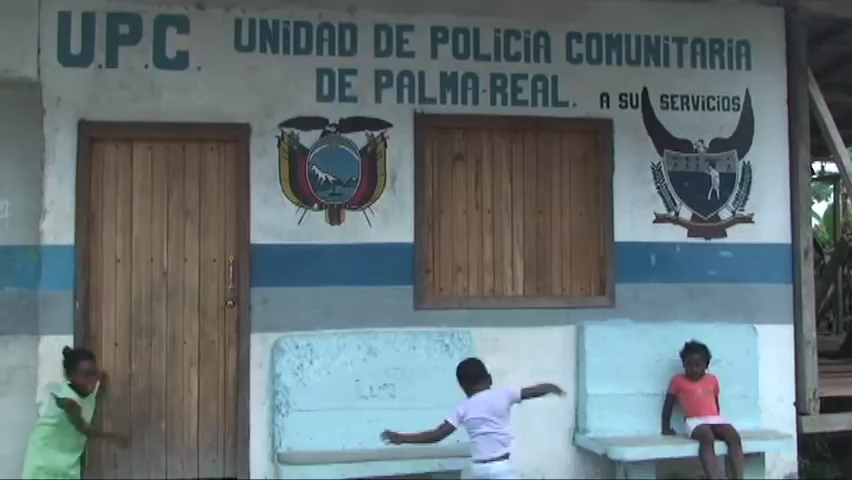 U.P.C. UNIDAD DE POLICIA COMUNITARIA
DE PALMA-REAL.
A SU SERVICIOS